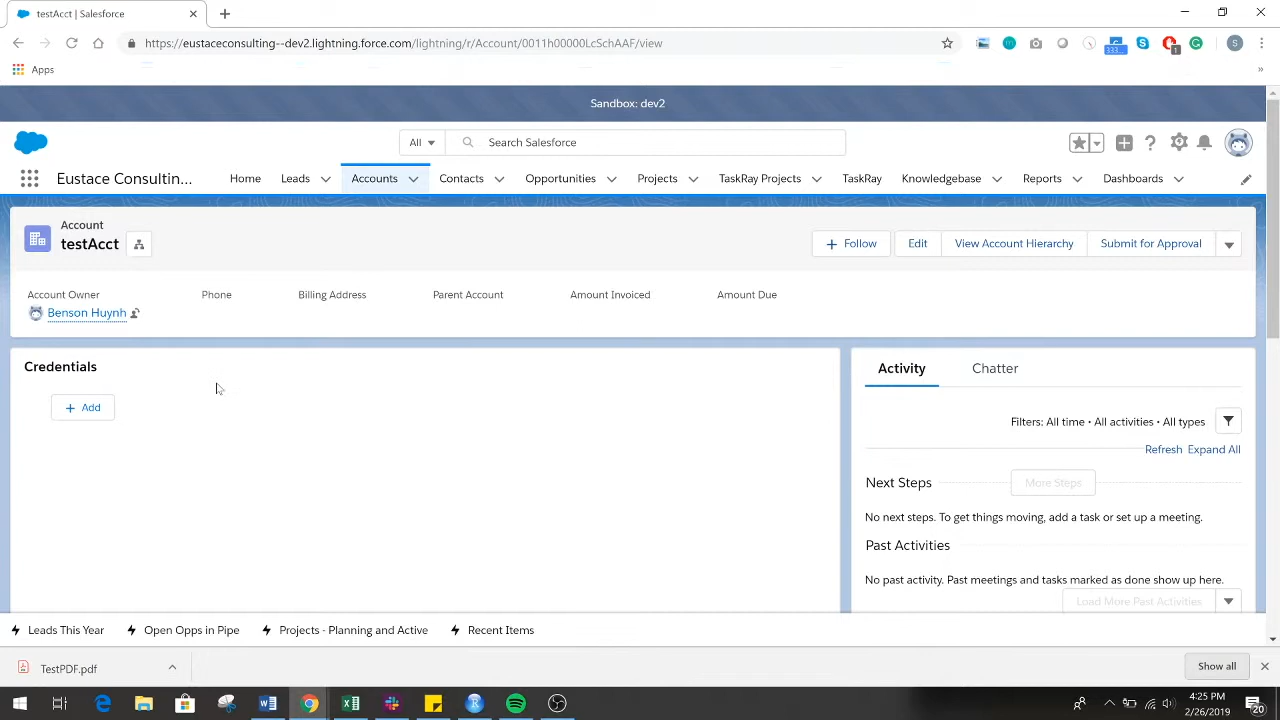 testAcct | Salesforce
https://eustaceconsulting--dev2.lightning.force.com/lightning/r/Account/0011h00000LcSchAAF/view
333...
1
S
Apps
»
Sandbox: dev2
All
Search Salesforce
Eustace Consultin... Home Leads Accounts Contacts Opportunities Projects TaskRay Projects TaskRay Knowledgebase Reports Dashboards
Account
testAcct
+ Follow Edit View Account Hierarchy Submit for Approval
Account Owner Phone Billing Address Parent Account Amount Invoiced Amount Due
Benson Huynh
Credentials
+ Add
Activity Chatter
Filters: All time • All activities • All types
Refresh Expand All
Next Steps More Steps
No next steps. To get things moving, add a task or set up a meeting.
Past Activities
No past activity. Past meetings and tasks marked as done show up here.
Load More Past Activities
Leads This Year Open Opps in Pipe Projects - Planning and Active Recent Items
TestPDF.pdf Show all
4:25 PM
2/26/2019
20